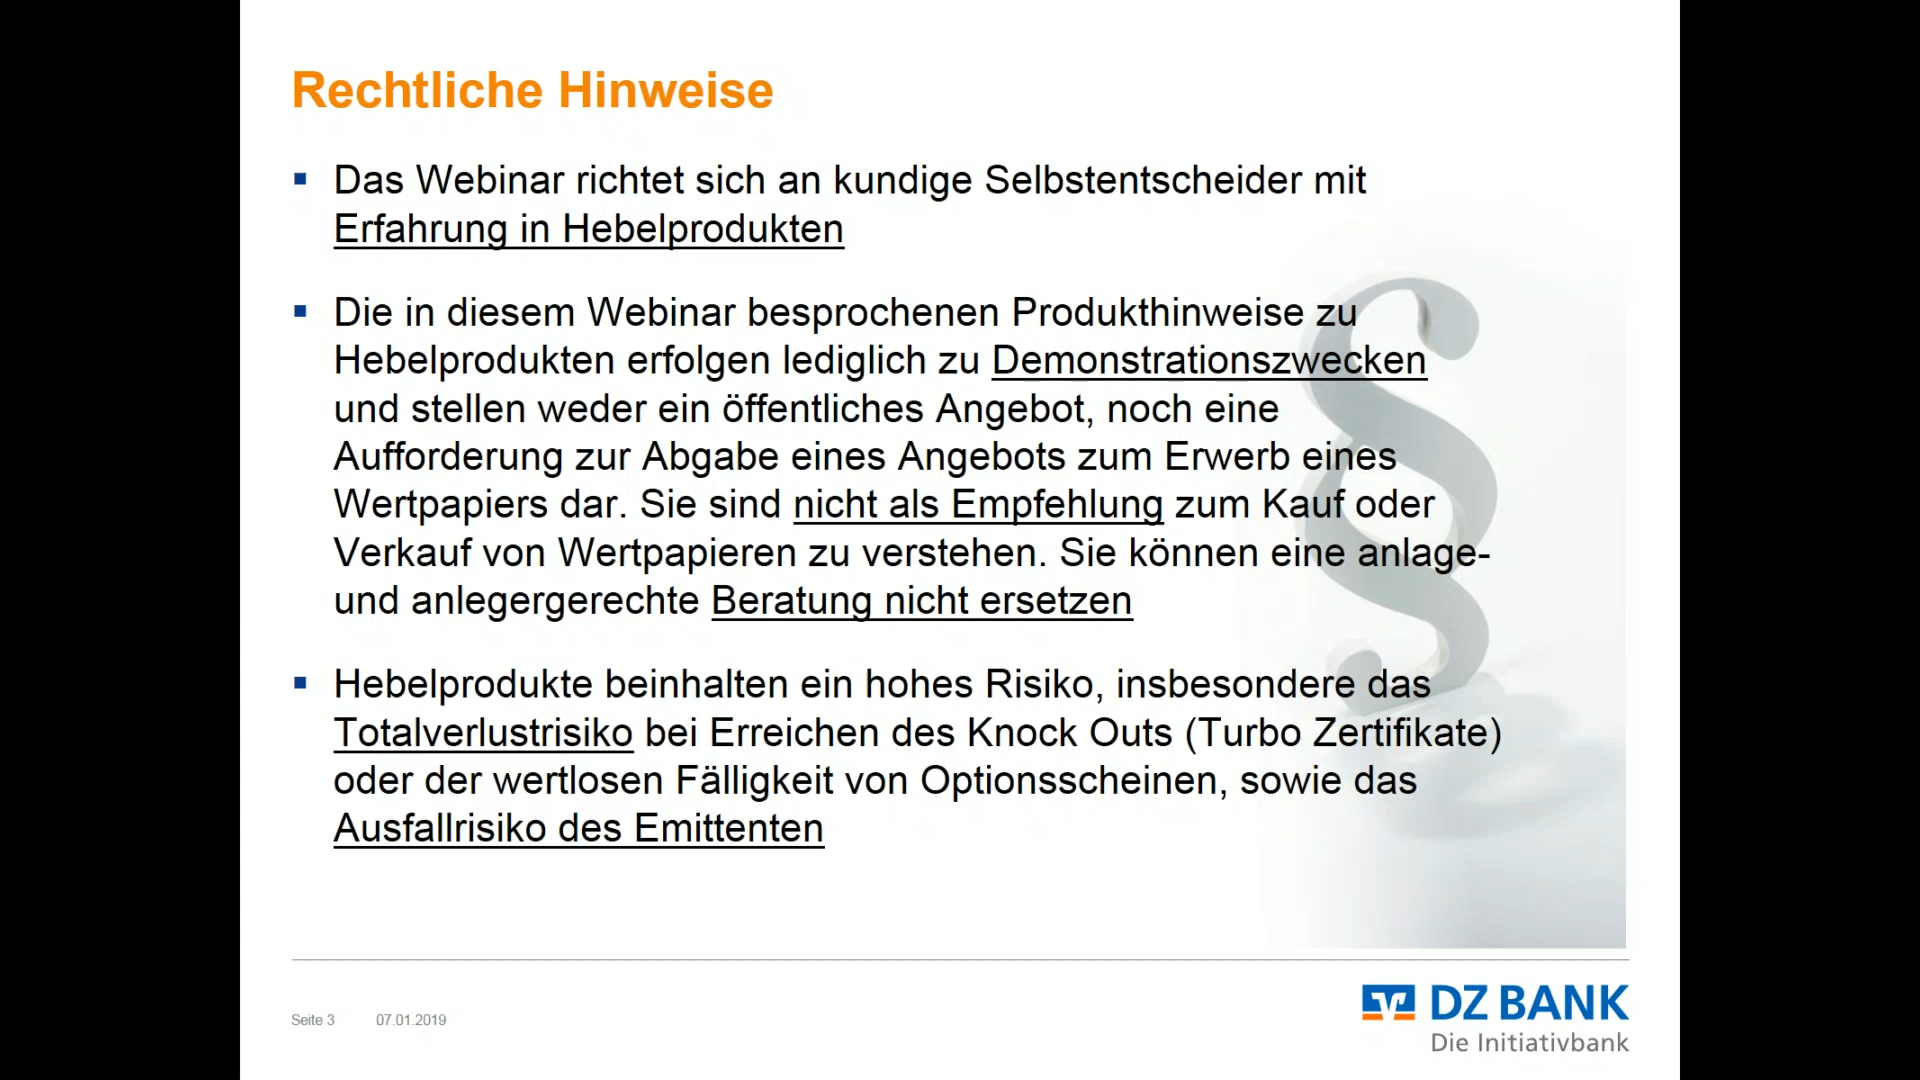 Rechtliche Hinweise
Das Webinar richtet sich an kundige Selbstentscheider mit
Erfahrung in Hebelprodukten
Die in diesem Webinar besprochenen Produkthinweise zu
Hebelprodukten erfolgen lediglich zu Demonstrationszwecken
und stellen weder ein öffentliches Angebot, noch eine
Aufforderung zur Abgabe eines Angebots zum Erwerb eines
Wertpapiers dar. Sie sind nicht als Empfehlung zum Kauf oder
Verkauf von Wertpapieren zu verstehen. Sie können eine anlage-
und anlegergerechte Beratung nicht ersetzen
Hebelprodukte beinhalten ein hohes Risiko, insbesondere das
Totalverlustrisiko bei Erreichen des Knock Outs (Turbo Zertifikate)
oder der wertlosen Fälligkeit von Optionsscheinen, sowie das
Ausfallrisiko des Emittenten
Seite 3 07.01.2019
DZ BANK
Die Initiativbank